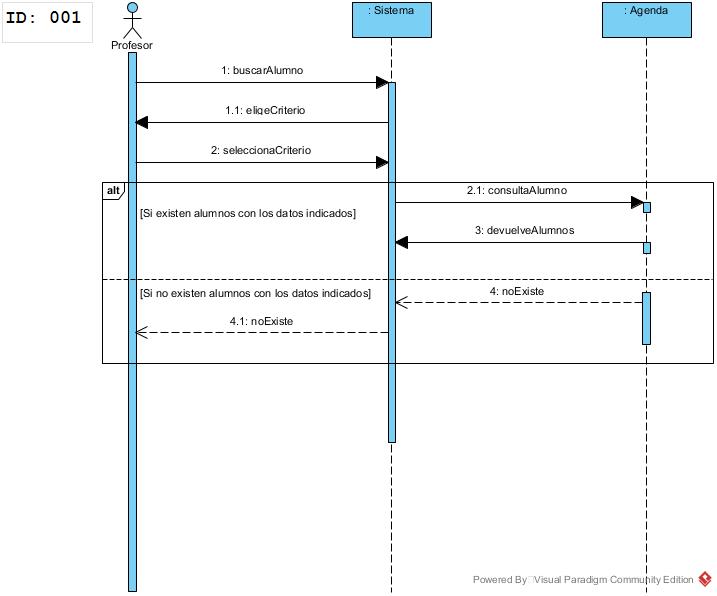 ID: 001
: Sistema
: Agenda
Profesor
1: buscarAlumno
1.1: eligeCriterio
2: seleccionaCriterio
alt
2.1: consultaAlumno
[Si existen alumnos con los datos indicados]
3: devuelveAlumnos
[Si no existen alumnos con los datos indicados]
4: noExiste
4.1: noExiste
Powered By Visual Paradigm Community Edition